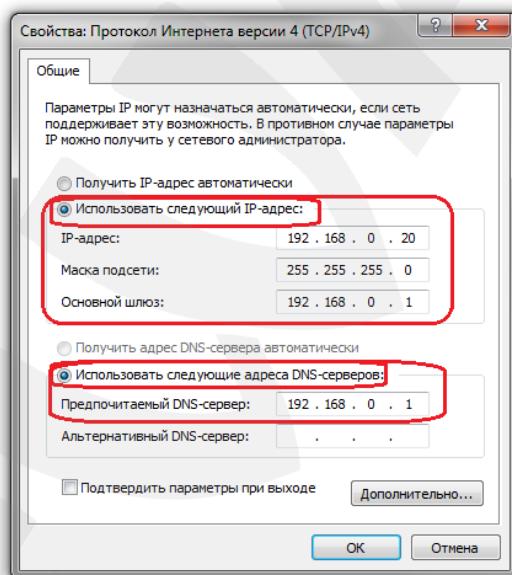 Свойства: Протокол Интернета версии 4 (TCP/IPv4)
Общие
Параметры IP могут назначаться автоматически, если сеть
поддерживает эту возможность. В противном случае параметры
IP можно получить у сетевого администратора.
Получить IP-адрес автоматически
Использовать следующий IP-адрес:
IP-адрес: 192 . 168 . 0 . 20
Маска подсети: 255 . 255 . 255 . 0
Основной шлюз: 192 . 168 . 0 . 1
Получить адрес DNS-сервера автоматически
Использовать следующие адреса DNS-серверов:
Предпочитаемый DNS-сервер: 192 . 168 . 0 . 1
Альтернативный DNS-сервер: . . .
Подтвердить параметры при выходе
Дополнительно...
OK Отмена